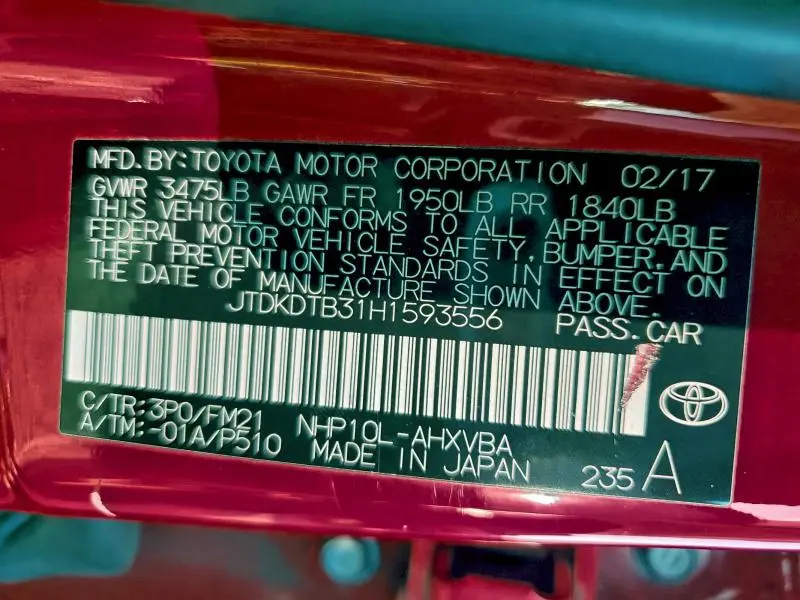 MFD.BY:TOYOTA MOTOR CORPORATION 02/17
GVWR 3475LB GAWR FR 1950LB RR 1840LB
THIS VEHICLE CONFORMS TO ALL APPLICABLE
FEDERAL MOTOR VEHICLE SAFETY,BUMPER,AND
THEFT PREVENTION STANDARDS IN EFFECT ON
THE DATE OF MANUFACTURE SHOWN ABOVE.
JTDKDTB31H1593556 PASS.CAR
C/TR:3P0/FM21 NHP10L-AHXVBA
A/TM:-01A/P510 MADE IN JAPAN 235 A